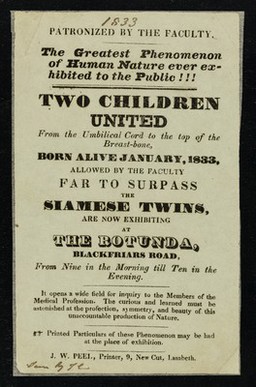 1833
PATRONIZED BY THE FACULTY.
The Greatest Phenomenon
of Human Nature ever ex-
hibited to the Public!!!
TWO CHILDREN
UNITED
From the Umbilical Cord to the top of the
Breast-bone,
BORN ALIVE JANUARY, 1833,
ALLOWED BY THE FACULTY
FAR TO SURPASS
THE
SIAMESE TWINS,
ARE NOW EXHIBITING
AT
THE ROTUNDA,
BLACKFRIARS ROAD,
From Nine in the Morning till Ten in the
Evening.
It opens a wide field for inquiry to the Members of the
Medical Profession. The curious and learned must be
astonished at the profection, symmetry, and beauty of this
unaccountable production of Nature.
☞ Printed Particulars of these Phenomenon may be had
at the place of exhibition.
J. W. PEEL, Printer, 9, New Cut, Lambeth.